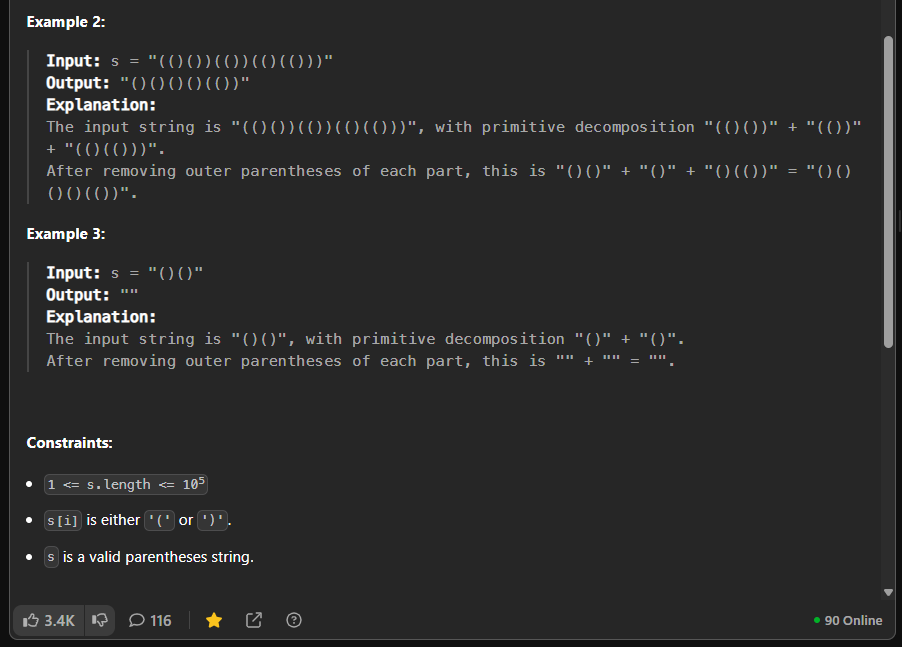 Example 2:
Input: s = "(()())(())(()(()))"
Output: "()()()()(())"
Explanation:
The input string is "(()())(())(()(()))", with primitive decomposition "(()())" + "(())"
+ "(()(()))".
After removing outer parentheses of each part, this is "()()" + "()" + "()(())" = "()()
()()(())".
Example 3:
Input: s = "()()"
Output: ""
Explanation:
The input string is "()()", with primitive decomposition "()" + "()".
After removing outer parentheses of each part, this is "" + "" = "".
Constraints:
1 <= s.length <= 10⁵
s[i] is either '(' or ')'.
s is a valid parentheses string.
3.4K 116 90 Online